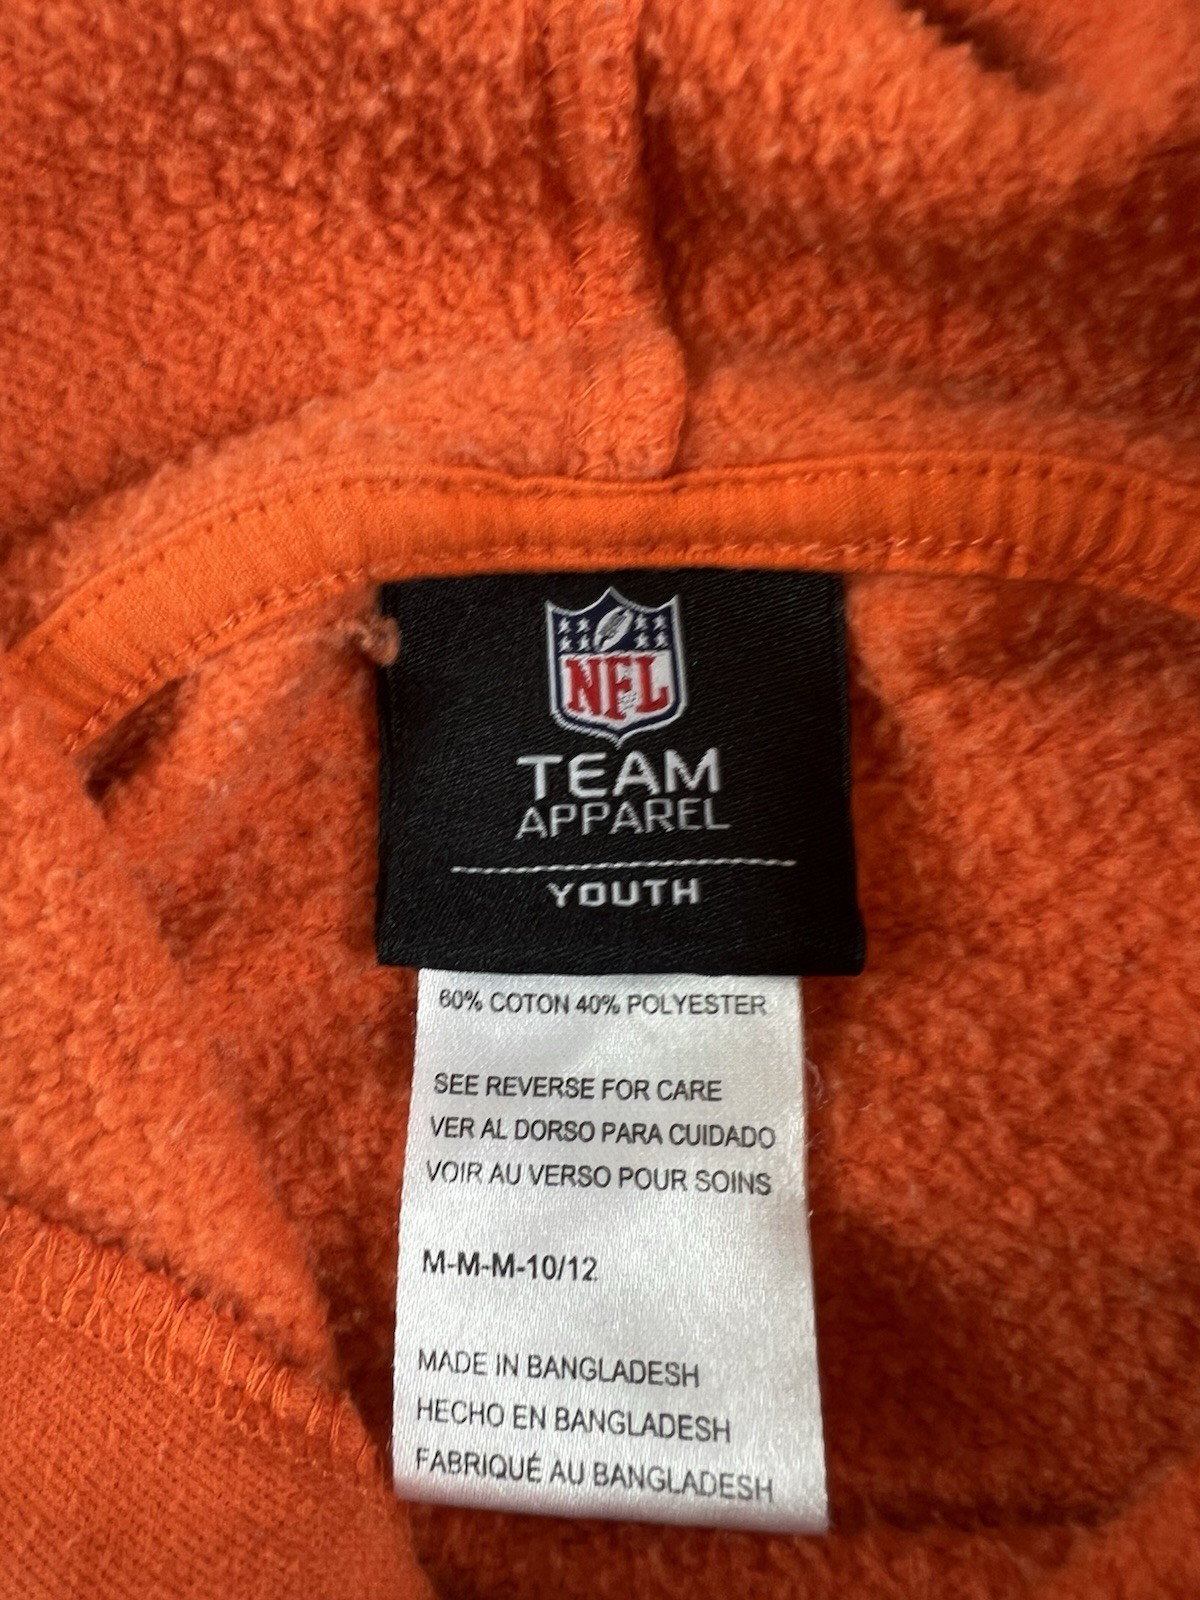 NFL
TEAM
APPAREL
YOUTH
60% COTON 40% POLYESTER
SEE REVERSE FOR CARE
VER AL DORSO PARA CUIDADO
VOIR AU VERSO POUR SOINS
M-M-M-10/12
MADE IN BANGLADESH
HECHO EN BANGLADESH
FABRIQUÉ AU BANGLADESH